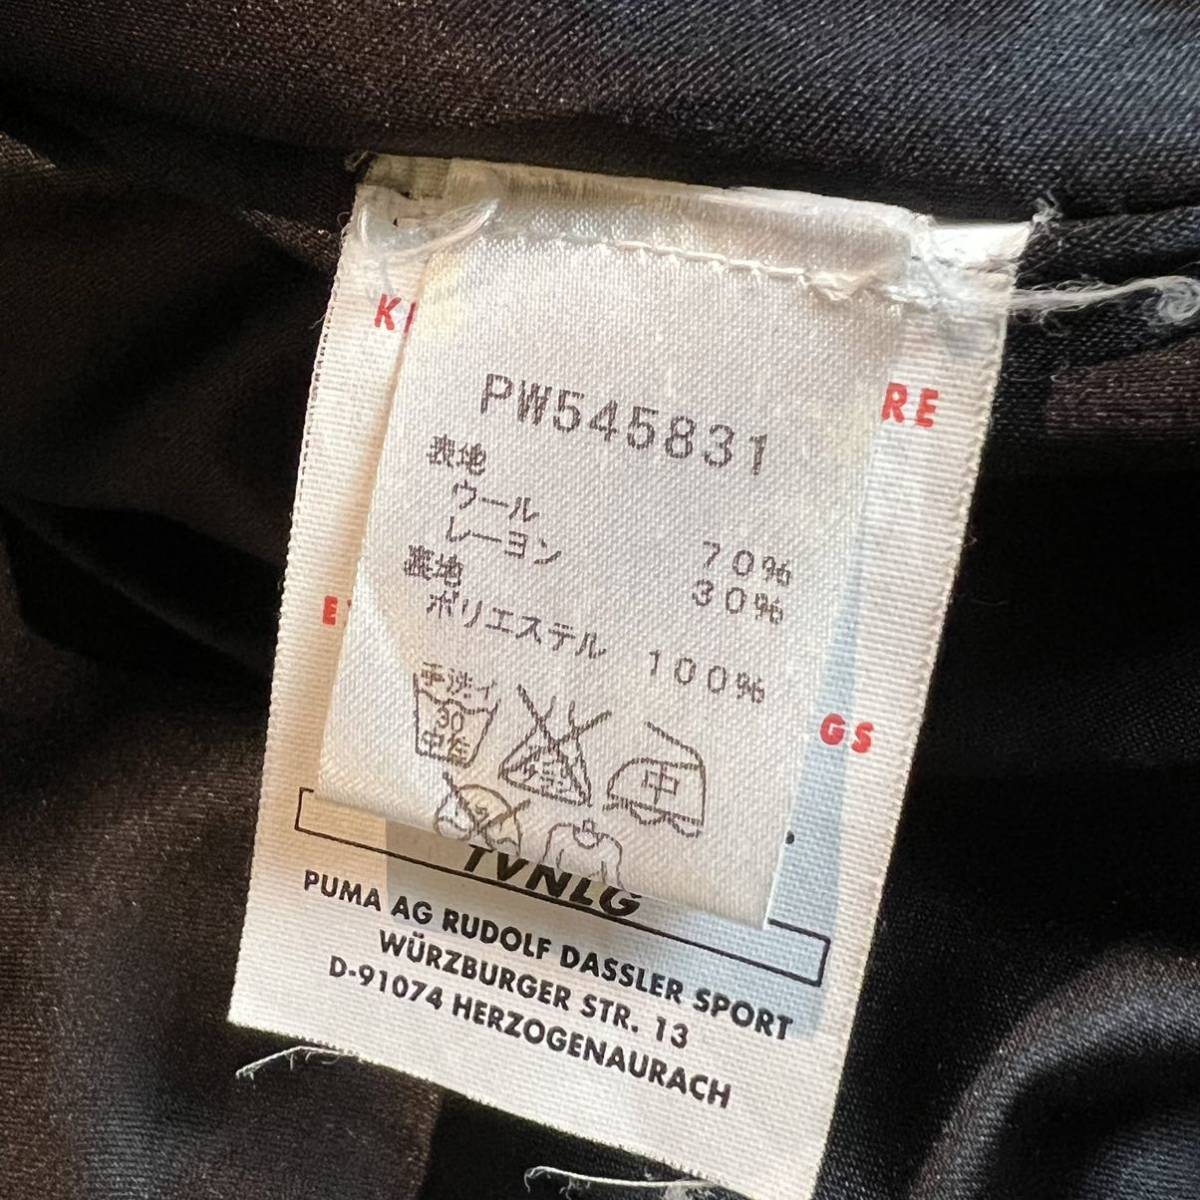 PW545831
表地
ウール 70%
レーヨン 30%
裏地
ポリエステル 100%
手洗イ
30
中性
中
RE
GS
TVNLG
PUMA AG RUDOLF DASSLER SPORT
WÜRZBURGER STR. 13
D-91074 HERZOGENAURACH